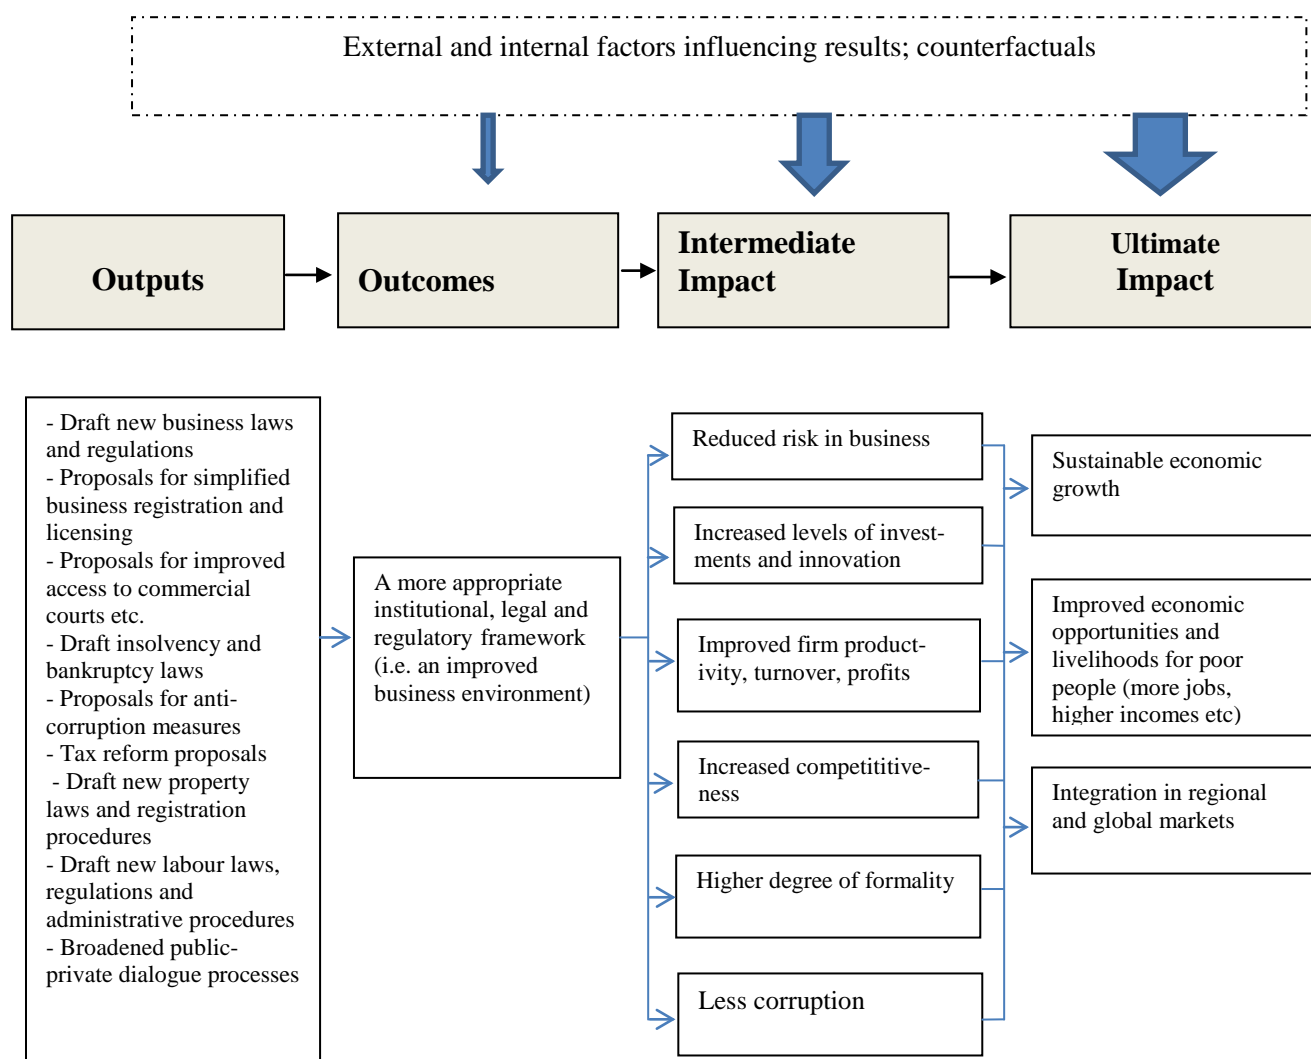 External and internal factors influencing results; counterfactuals
Outputs
Outcomes
Intermediate
Impact
Ultimate
Impact
- Draft new business laws
and regulations
- Proposals for simplified
business registration and
licensing
- Proposals for improved
access to commercial
courts etc.
- Draft insolvency and
bankruptcy laws
- Proposals for anti-
corruption measures
- Tax reform proposals
- Draft new property
laws and registration
procedures
- Draft new labour laws,
regulations and
administrative procedures
- Broadened public-
private dialogue processes
A more appropriate
institutional, legal and
regulatory framework
(i.e. an improved
business environment)
Reduced risk in business
Increased levels of invest-
ments and innovation
Improved firm product-
ivity, turnover, profits
Increased competititive-
ness
Higher degree of formality
Less corruption
Sustainable economic
growth
Improved economic
opportunities and
livelihoods for poor
people (more jobs,
higher incomes etc)
Integration in regional
and global markets